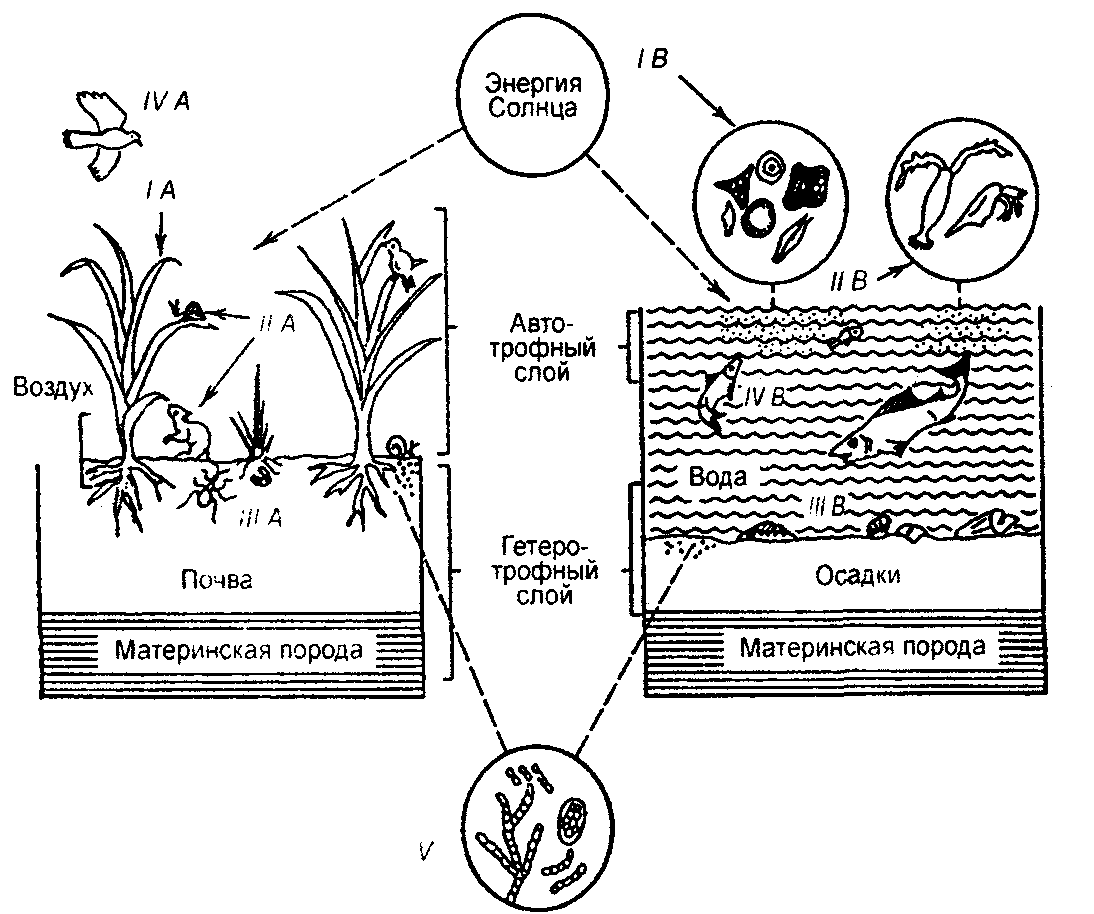 Энергия
Солнца
I В
IV А
I А
II А
II В
Авто-
трофный
слой
Воздух
IV В
Вода
III А
III В
Гетеро-
трофный
слой
Почва
Осадки
Материнская порода
Материнская порода
V